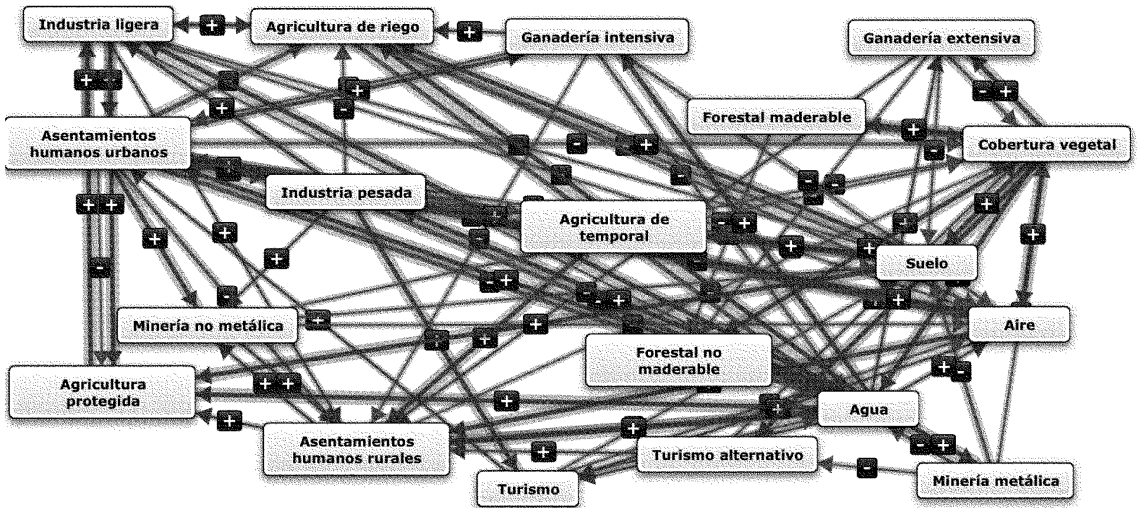 Industria ligera
Agricultura de riego
Ganadería intensiva
Ganadería extensiva
Forestal maderable
Asentamientos
humanos urbanos
Cobertura vegetal
Industria pesada
Agricultura de
temporal
Suelo
Minería no metálica
Aire
Forestal no
maderable
Agricultura
protegida
Agua
Asentamientos
humanos rurales
Turismo alternativo
Turismo
Minería metálica